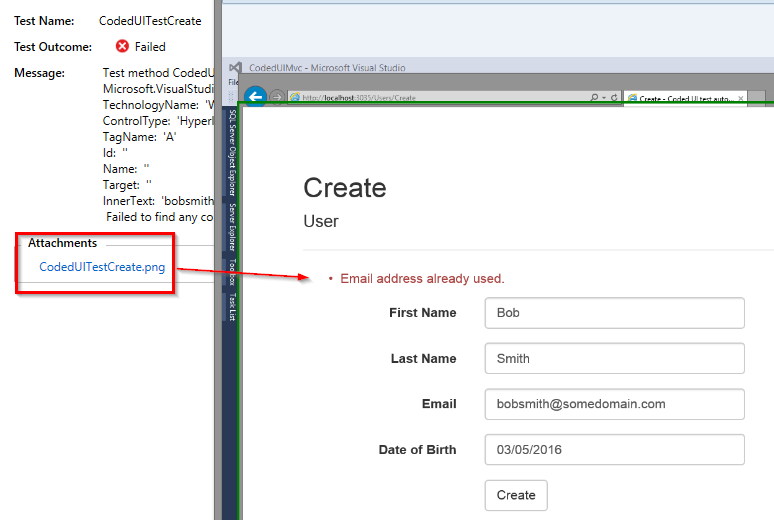 Test Name: CodedUITestCreate
Test Outcome: Failed
Message: Test method CodedU
Microsoft.VisualStudi
TechnologyName: 'W
ControlType: 'Hyperl
TagName: 'A'
Id: ''
Name: ''
Target: ''
InnerText: 'bobsmith
Failed to find any co
Attachments
CodedUITestCreate.png
CodedUIMvc - Microsoft Visual Studio
File
http://localhost:3035/Users/Create
Create - Coded UI test auto...
SQL Server Object Explorer
Server Explorer
Toolbox
Task List
Create
User
• Email address already used.
First Name Bob
Last Name Smith
Email bobsmith@somedomain.com
Date of Birth 03/05/2016
Create